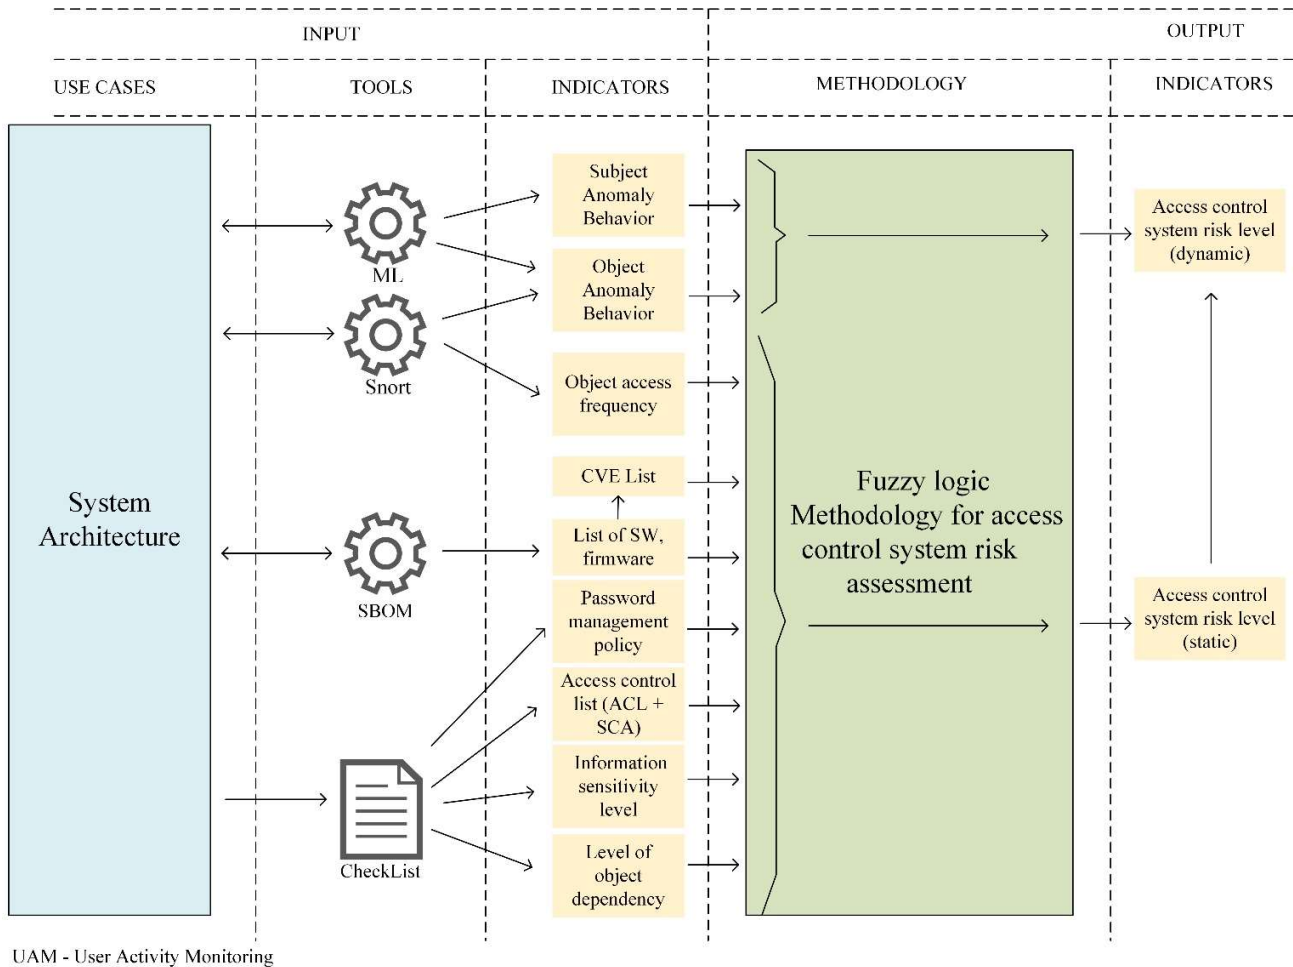 INPUT
OUTPUT
USE CASES
TOOLS
INDICATORS
METHODOLOGY
INDICATORS
System
Architecture
ML
Snort
SBOM
CheckList
Subject
Anomaly
Behavior
Object
Anomaly
Behavior
Object access
frequency
CVE List
List of SW,
firmware
Password
management
policy
Access control
list (ACL +
SCA)
Information
sensitivity
level
Level of
object
dependency
Fuzzy logic
Methodology for access
control system risk
assessment
Access control
system risk level
(dynamic)
Access control
system risk level
(static)
UAM - User Activity Monitoring